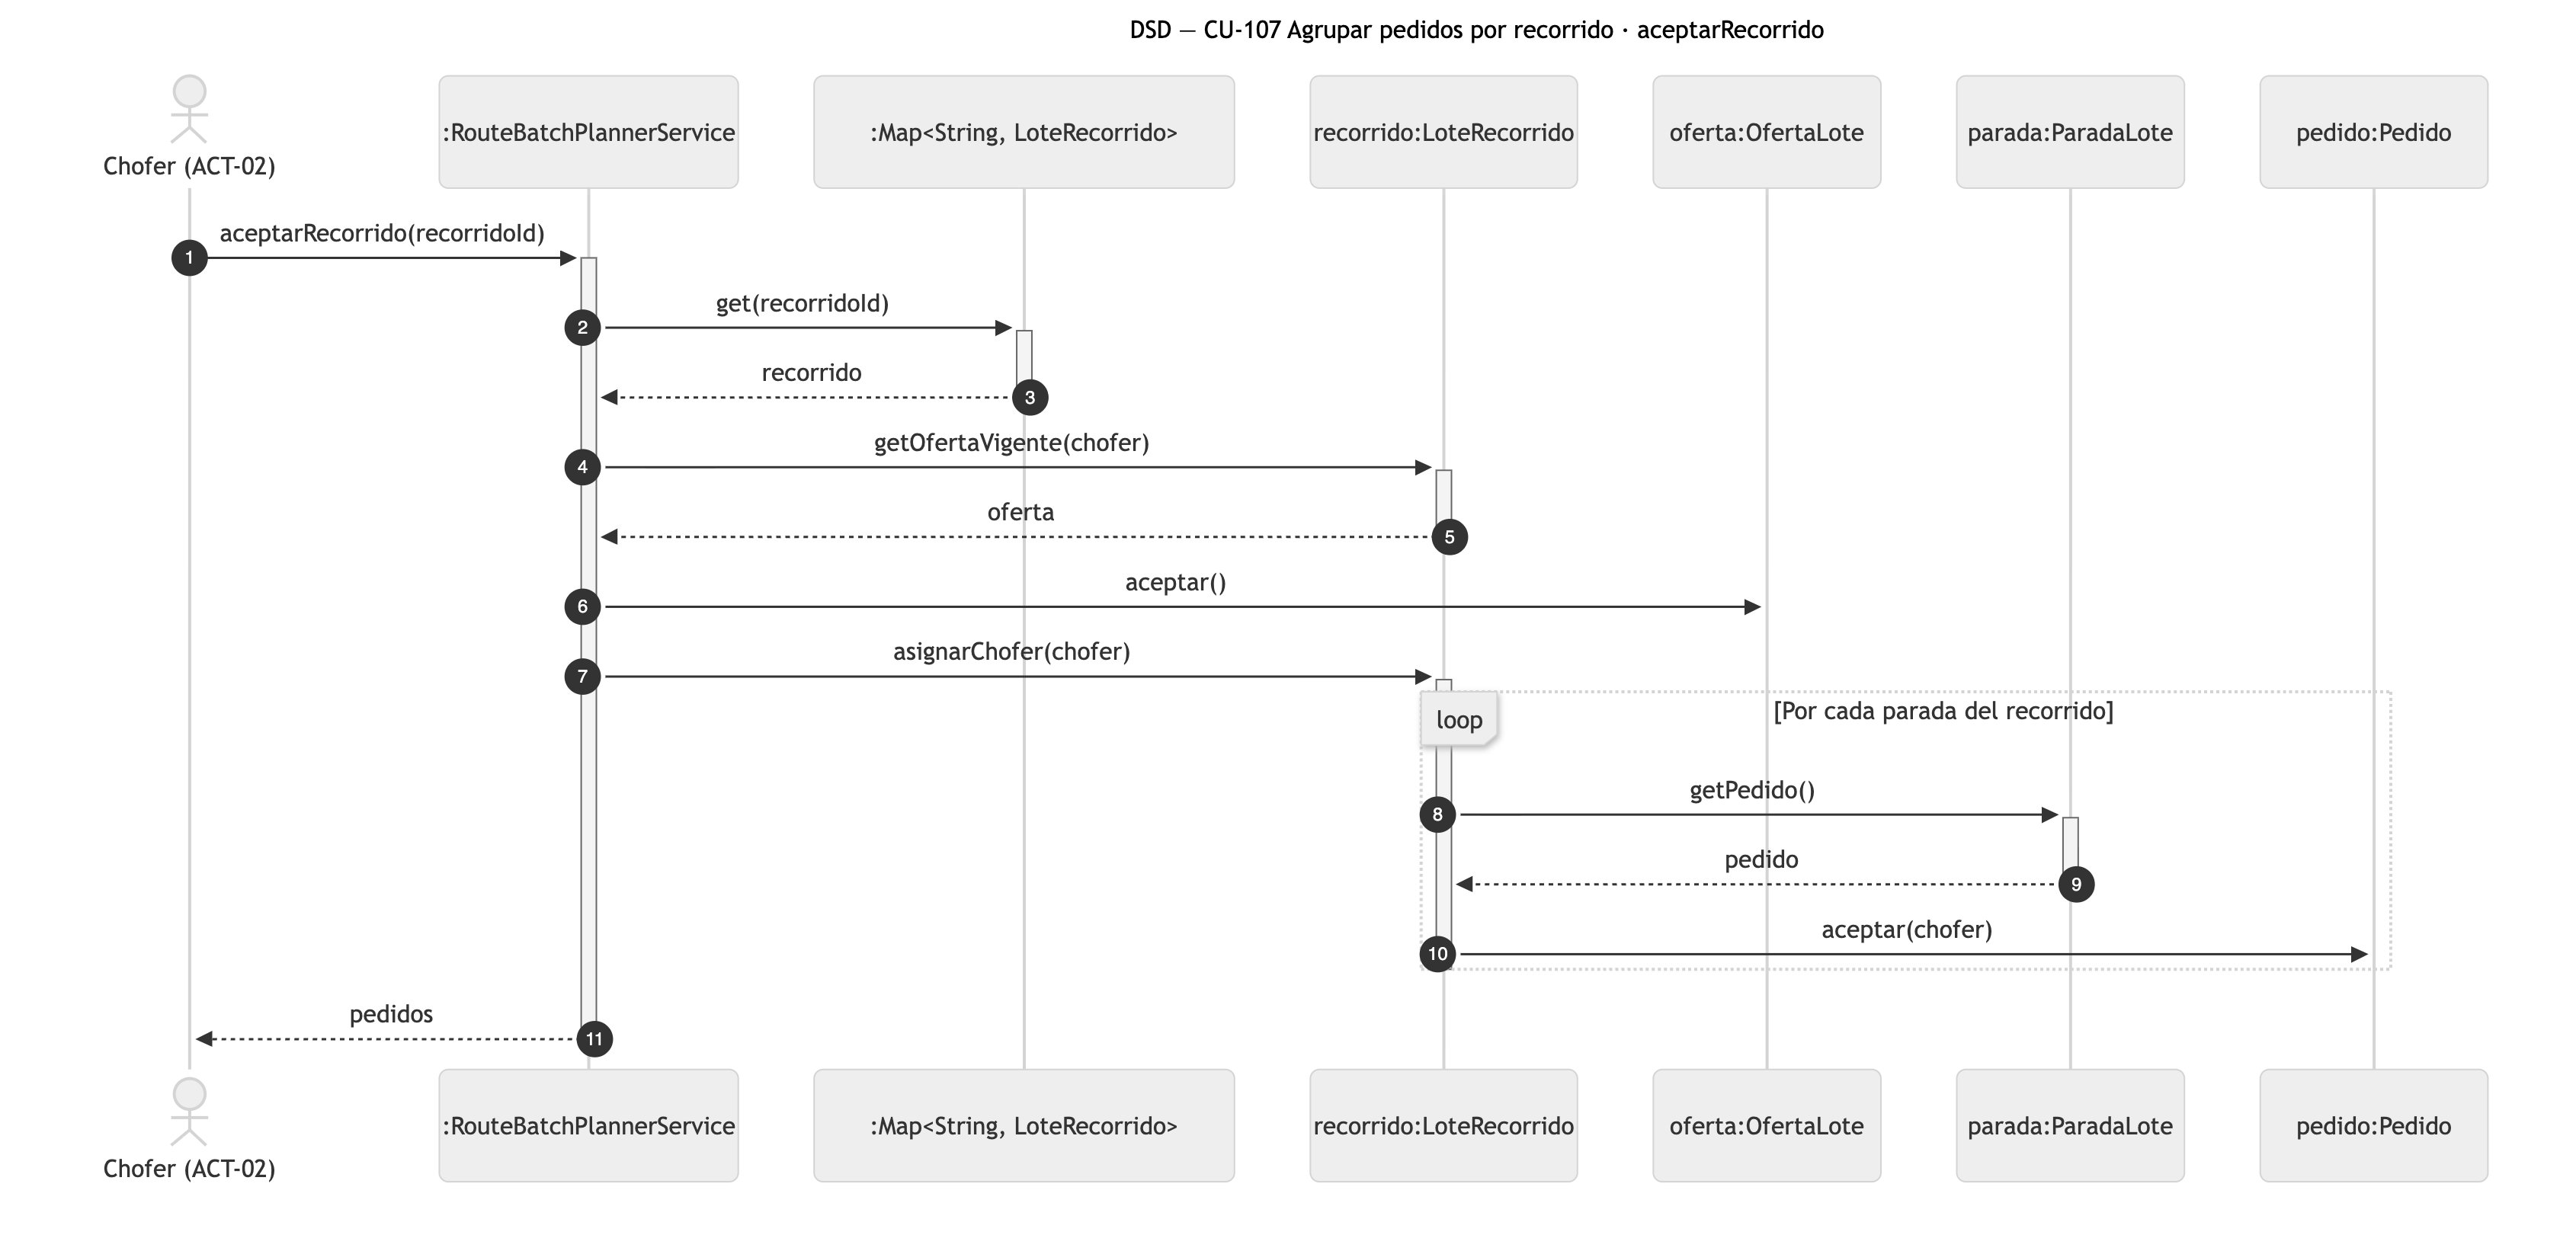 DSD — CU-107 Agrupar pedidos por recorrido · aceptarRecorrido
Chofer (ACT-02)
:RouteBatchPlannerService
:Map<String, LoteRecorrido>
recorrido:LoteRecorrido
oferta:OfertaLote
parada:ParadaLote
pedido:Pedido
aceptarRecorrido(recorridoId)
1
get(recorridoId)
2
recorrido
3
getOfertaVigente(chofer)
4
oferta
5
aceptar()
6
asignarChofer(chofer)
7
loop
[Por cada parada del recorrido]
getPedido()
8
pedido
9
aceptar(chofer)
10
pedidos
11
Chofer (ACT-02)
:RouteBatchPlannerService
:Map<String, LoteRecorrido>
recorrido:LoteRecorrido
oferta:OfertaLote
parada:ParadaLote
pedido:Pedido